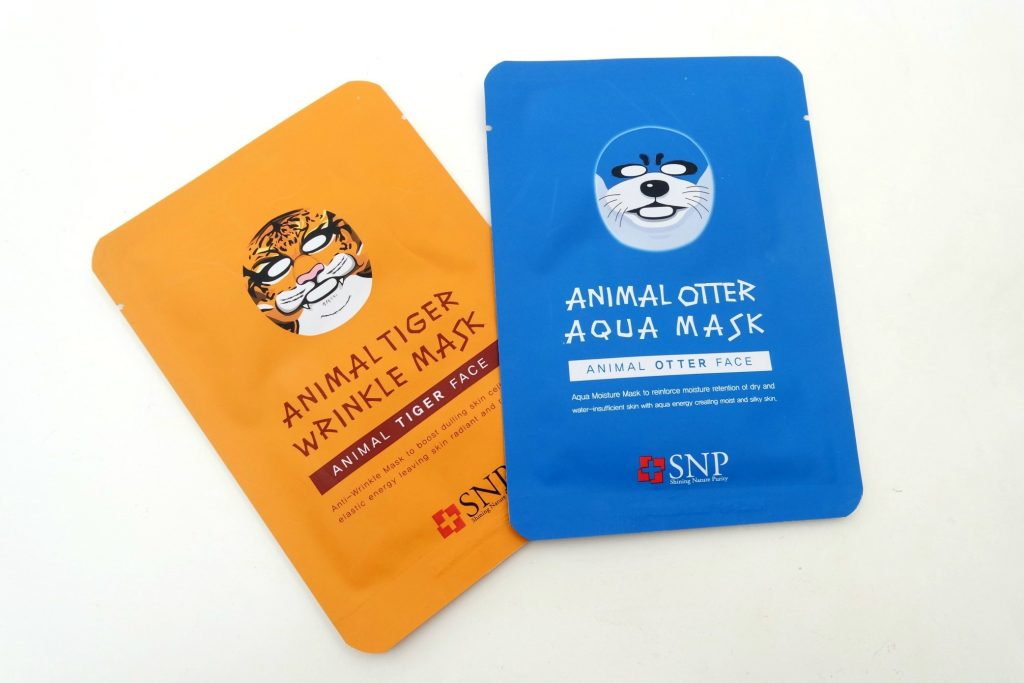 ANIMAL TIGER
WRINKLE MASK
ANIMAL TIGER FACE
Anti-Wrinkle Mask to boost dulling skin
elastic energy leaving skin radiant and
SNP
Shining Nature
ANIMAL OTTER
AQUA MASK
ANIMAL OTTER FACE
Aqua Moisture Mask to reinforce moisture retention of dry and
water-insufficient skin with aqua energy creating moist and silky skin.
SNP
Shining Nature Purity